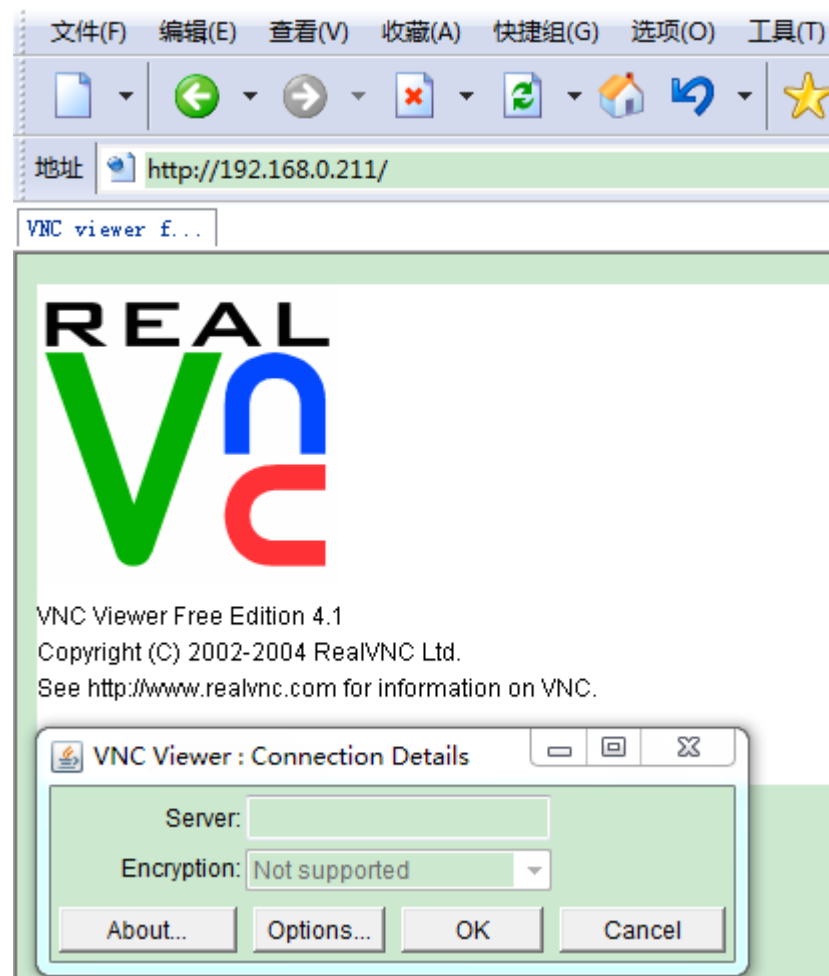 文件(F) 编辑(E) 查看(V) 收藏(A) 快捷组(G) 选项(O) 工具(T)
地址 http://192.168.0.211/
VNC viewer f...
REAL
Vnc
VNC Viewer Free Edition 4.1
Copyright (C) 2002-2004 RealVNC Ltd.
See http://www.realvnc.com for information on VNC.
VNC Viewer : Connection Details
Server:
Encryption: Not supported
About... Options... OK Cancel